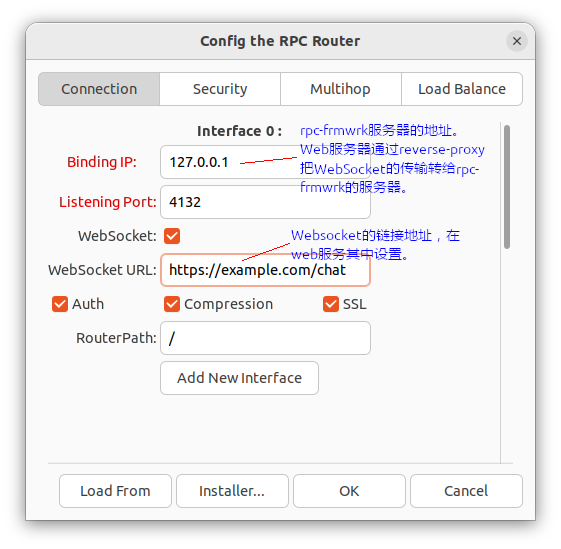 Config the RPC Router
Connection
Security
Multihop
Load Balance
Interface 0 :
rpc-frmwrk服务器的地址。
Web服务器通过reverse-proxy
把WebSocket的传输转给rpc-
frmwrk的服务器。
Binding IP:
127.0.0.1
Listening Port:
4132
WebSocket:
Websocket的链接地址，在
web服务其中设置。
WebSocket URL:
https://example.com/chat
Auth
Compression
SSL
RouterPath:
/
Add New Interface
Load From
Installer...
OK
Cancel